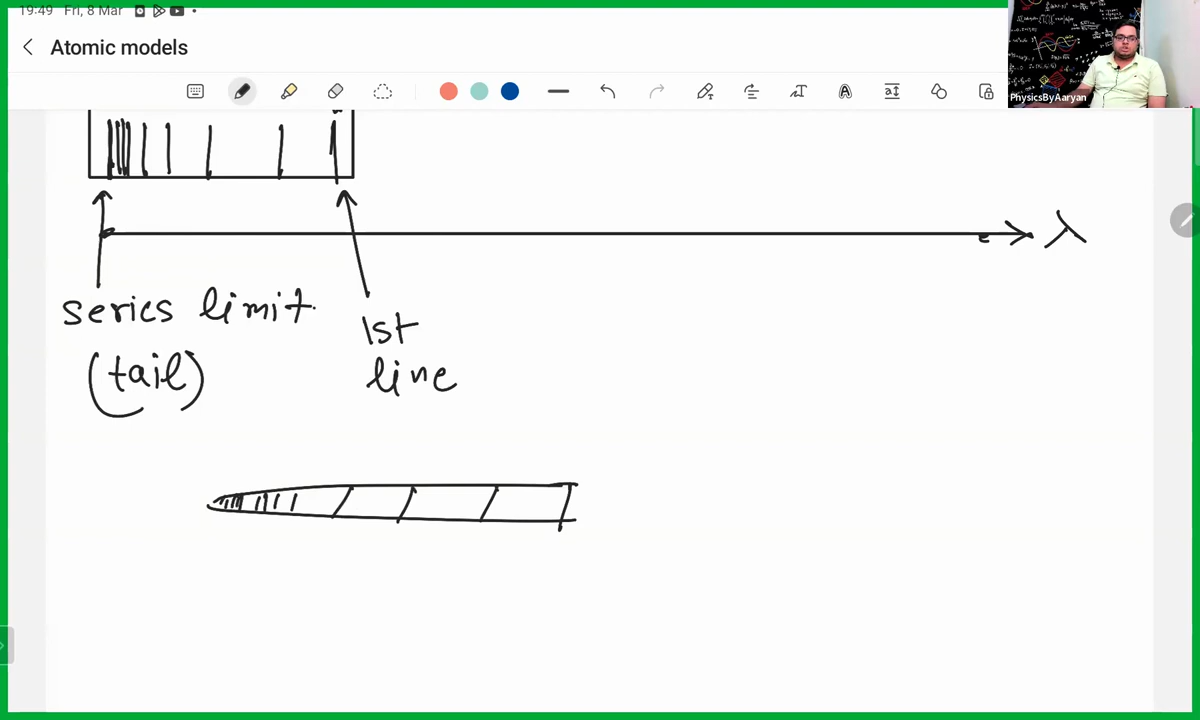 19:49 Fri, 8 Mar
Atomic models
PhysicsByAaryan
λ
series limit
(tail)
1st
line